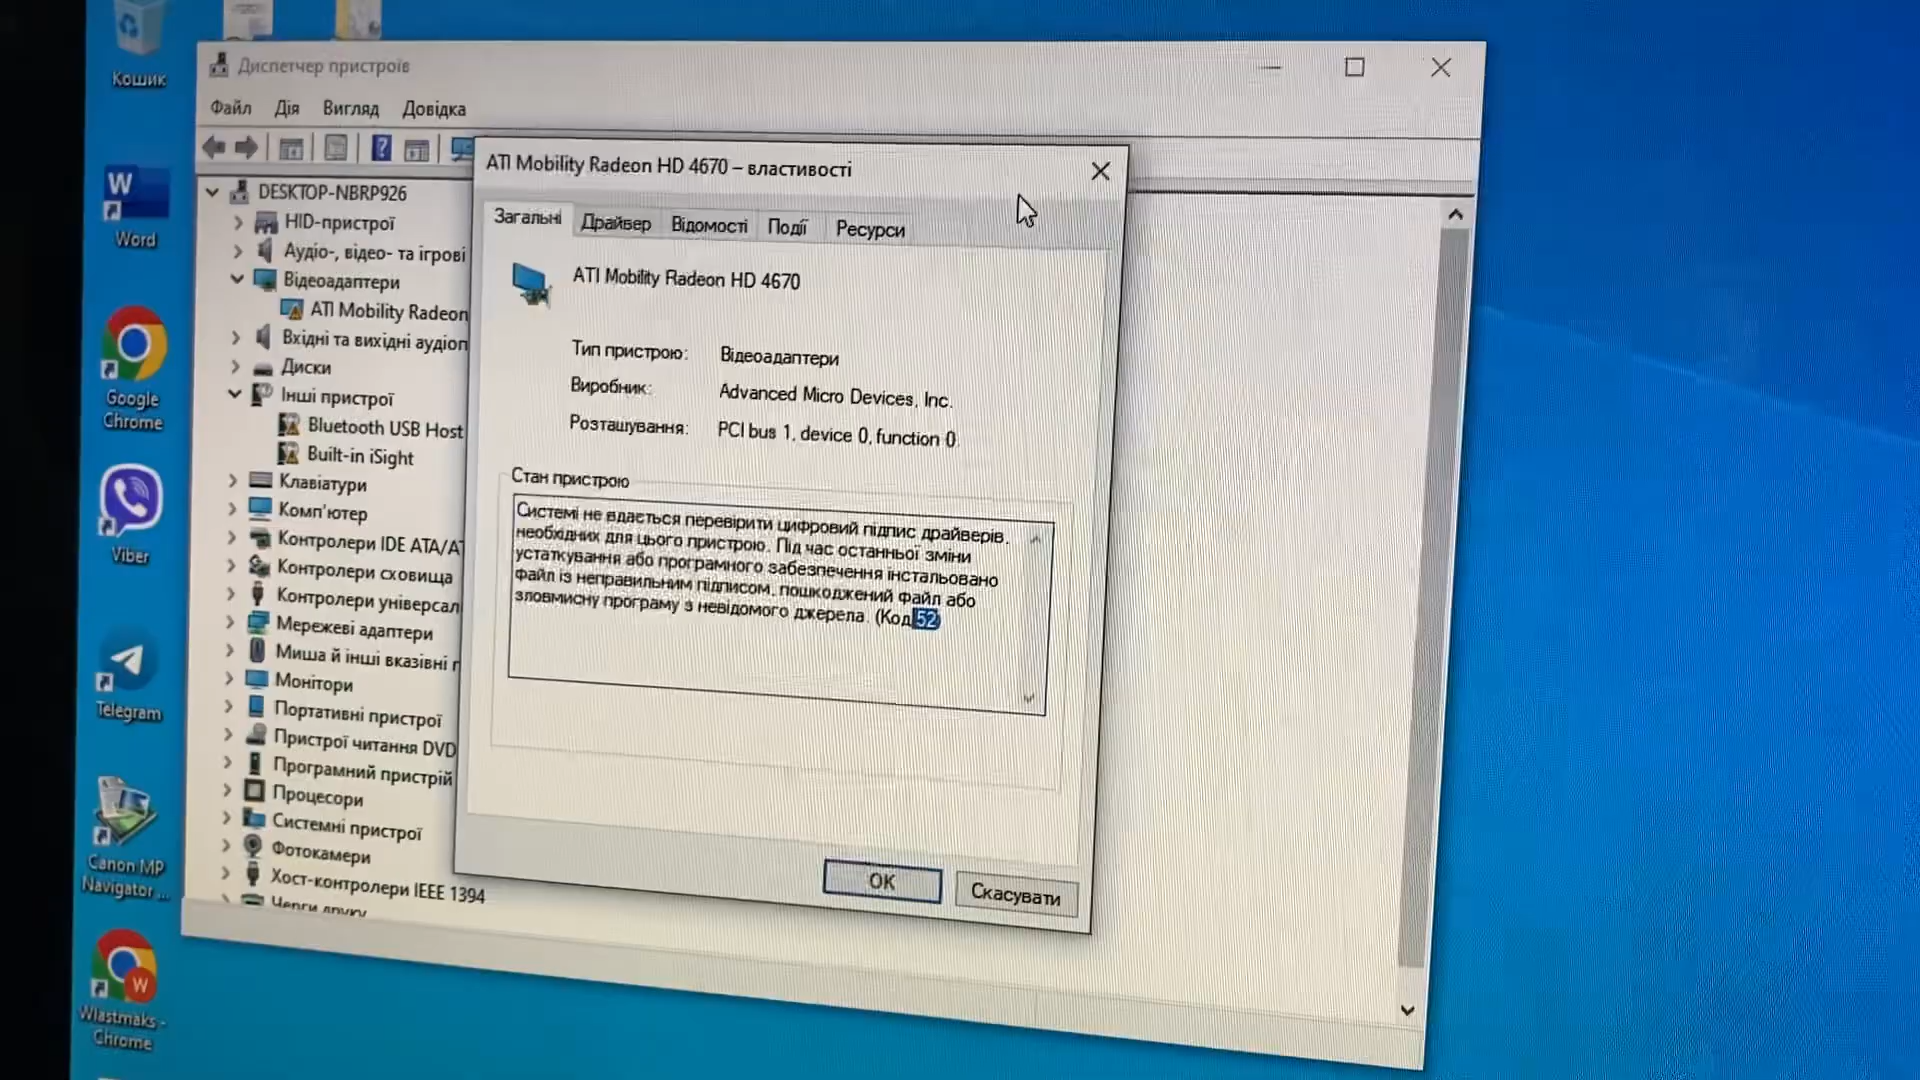 Кошик
Word
Google
Chrome
Viber
Telegram
Canon MP
Navigator ...
Wlastmaks -
Chrome
Диспетчер пристроїв
Файл Дія Вигляд Довідка
DESKTOP-NBRP926
HID-пристрої
Аудіо-, відео- та ігрові
Відеоадаптери
ATI Mobility Radeon
Вхідні та вихідні аудіоп
Диски
Інші пристрої
Bluetooth USB Host
Built-in iSight
Клавіатури
Комп'ютер
Контролери IDE ATA/AT
Контролери сховища
Контролери універсал
Мережеві адаптери
Миша й інші вказівні п
Монітори
Портативні пристрої
Пристрої читання DVD
Програмний пристрій
Процесори
Системні пристрої
Фотокамери
Хост-контролери IEEE 1394
Черги друку
ATI Mobility Radeon HD 4670 – властивості
Загальні Драйвер Відомості Події Ресурси
ATI Mobility Radeon HD 4670
Тип пристрою: Відеоадаптери
Виробник: Advanced Micro Devices, Inc.
Розташування: PCI bus 1, device 0, function 0
Стан пристрою
Системі не вдається перевірити цифровий підпис драйверів,
необхідних для цього пристрою. Під час останньої зміни
устаткування або програмного забезпечення інстальовано
файл із неправильним підписом, пошкоджений файл або
зловмисну програму з невідомого джерела. (Код 52)
OK
Скасувати
W
W